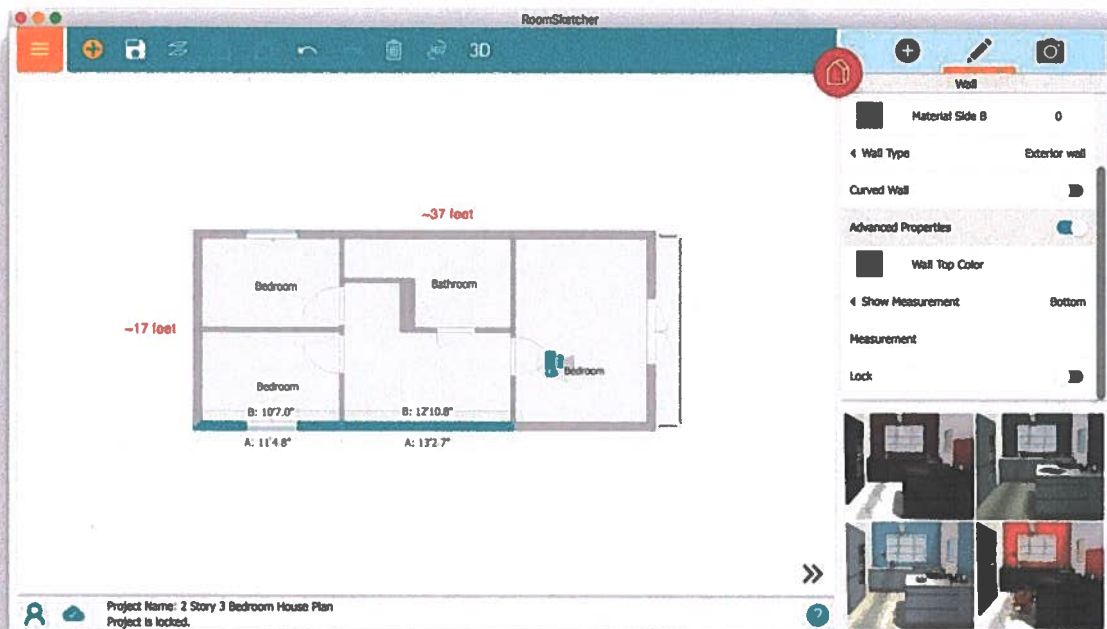 RoomSketcher
3D
Wall
Material Side B 0
Wall Type Exterior wall
Curved Wall
Advanced Properties
Wall Top Color
Show Measurement Bottom
Measurement
Lock
~37 feet
~17 feet
Bedroom
Bathroom
Bedroom
Bedroom
B: 10'7.0"
B: 12'10.8"
A: 11'4.8"
A: 13'2.7"
Project Name: 2 Story 3 Bedroom House Plan
Project is locked.
?